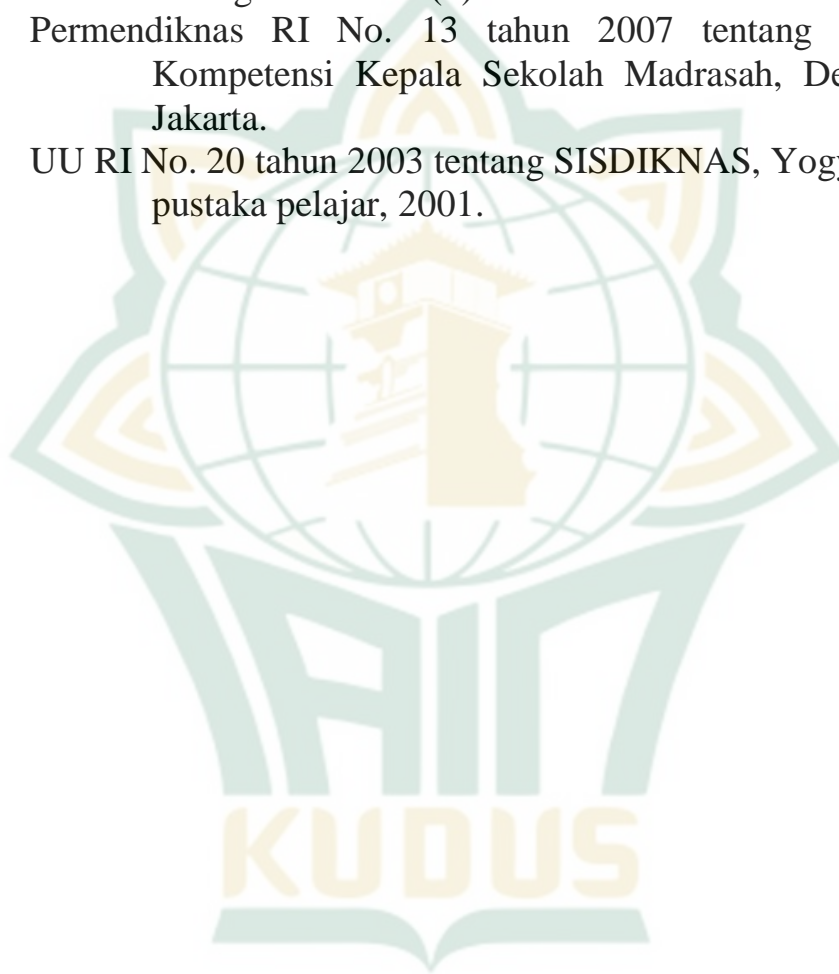 Permendiknas RI No. 13 tahun 2007 tentang
Kompetensi Kepala Sekolah Madrasah,
Jakarta.
UU RI No. 20 tahun 2003 tentang SISDIKNAS,
pustaka pelajar, 2001.
IAIN
KUDUS